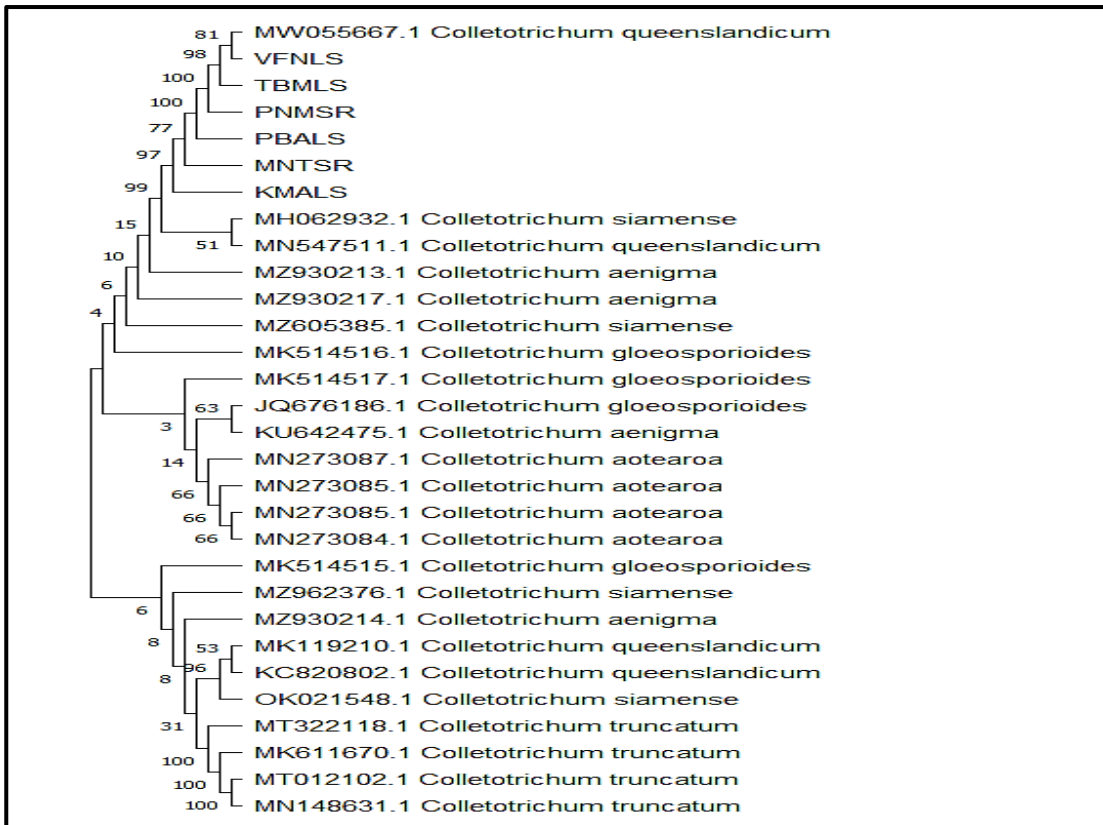 81 MW055667.1 Colletotrichum queenslandicum
98 VFNLS
100 TBMLS
100 PNMSR
77 PBALS
97 MNTSR
99 KMALS
15 MH062932.1 Colletotrichum siamense
51 MN547511.1 Colletotrichum queenslandicum
10 MZ930213.1 Colletotrichum aenigma
6 MZ930217.1 Colletotrichum aenigma
4 MZ605385.1 Colletotrichum siamense
MK514516.1 Colletotrichum gloeosporioides
MK514517.1 Colletotrichum gloeosporioides
63 JQ676186.1 Colletotrichum gloeosporioides
3 KU642475.1 Colletotrichum aenigma
14 MN273087.1 Colletotrichum aotearoa
66 MN273085.1 Colletotrichum aotearoa
66 MN273085.1 Colletotrichum aotearoa
66 MN273084.1 Colletotrichum aotearoa
MK514515.1 Colletotrichum gloeosporioides
6 MZ962376.1 Colletotrichum siamense
8 MZ930214.1 Colletotrichum aenigma
53 MK119210.1 Colletotrichum queenslandicum
8 96 KC820802.1 Colletotrichum queenslandicum
OK021548.1 Colletotrichum siamense
31 MT322118.1 Colletotrichum truncatum
100 MK611670.1 Colletotrichum truncatum
100 MT012102.1 Colletotrichum truncatum
100 MN148631.1 Colletotrichum truncatum